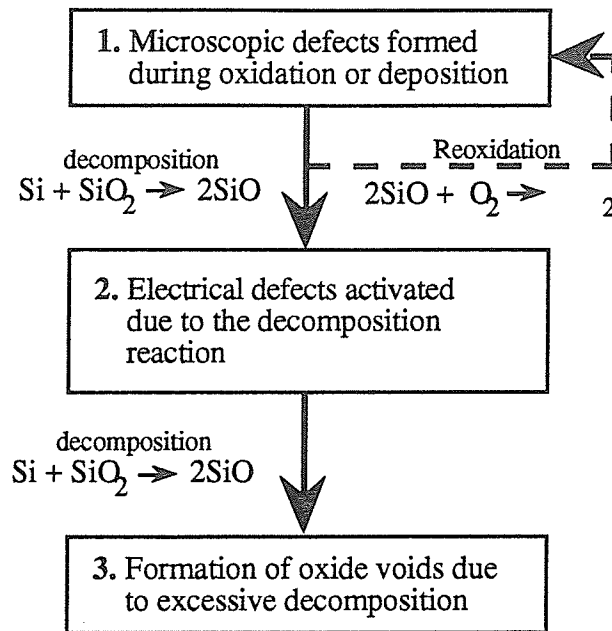 1. Microscopic defects formed
during oxidation or deposition
decomposition
Si + SiO₂ → 2SiO
Reoxidation
2SiO + O₂ →
2
2. Electrical defects activated
due to the decomposition
reaction
decomposition
Si + SiO₂ → 2SiO
3. Formation of oxide voids due
to excessive decomposition